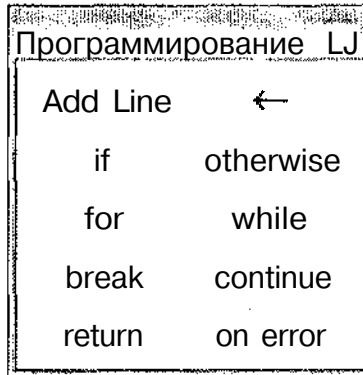 Программирование LJ
Add Line ←
if otherwise
for while
break continue
return on error